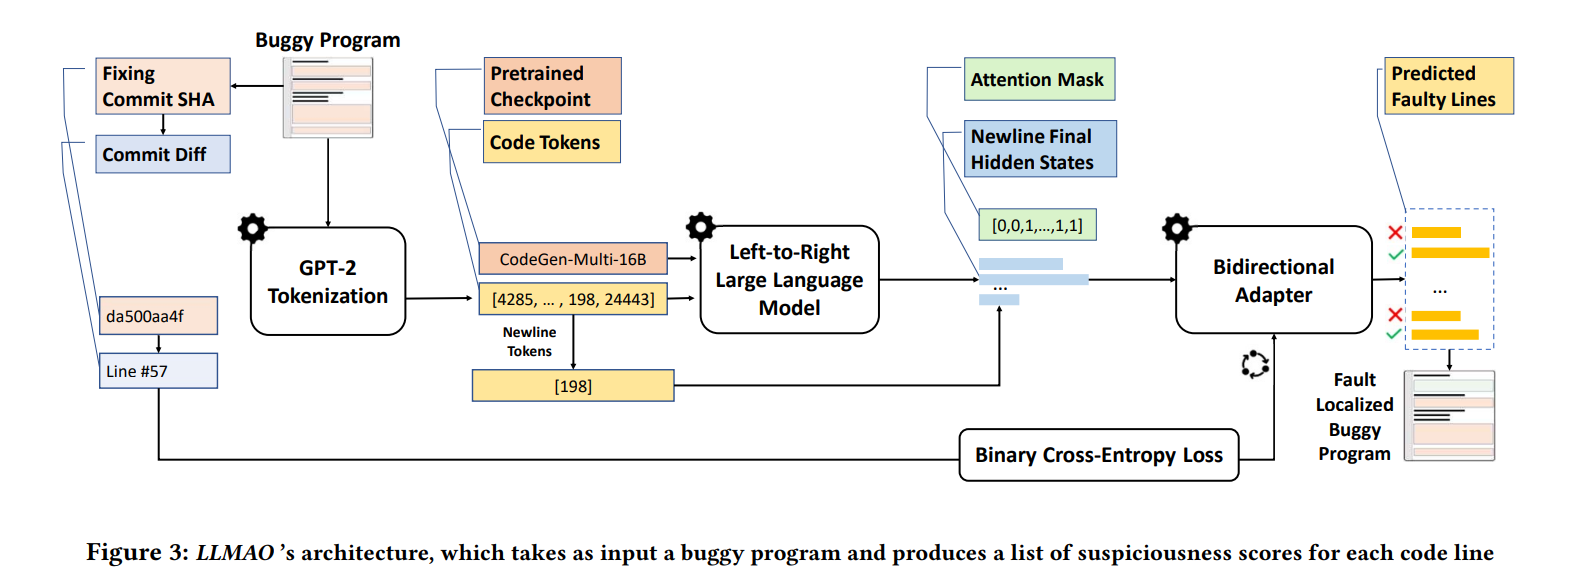 Buggy Program
Fixing
Commit SHA
Commit Diff
Pretrained
Checkpoint
Code Tokens
Attention Mask
Newline Final
Hidden States
Predicted
Faulty Lines
GPT-2
Tokenization
CodeGen-Multi-16B
[4285, ... , 198, 24443]
Newline
Tokens
[198]
Left-to-Right
Large Language
Model
[0,0,1,...,1,1]
...
Bidirectional
Adapter
...
da500aa4f
Line #57
Binary Cross-Entropy Loss
Fault
Localized
Buggy
Program
Figure 3: LLMAO 's architecture, which takes as input a buggy program and produces a list of suspiciousness scores for each code line